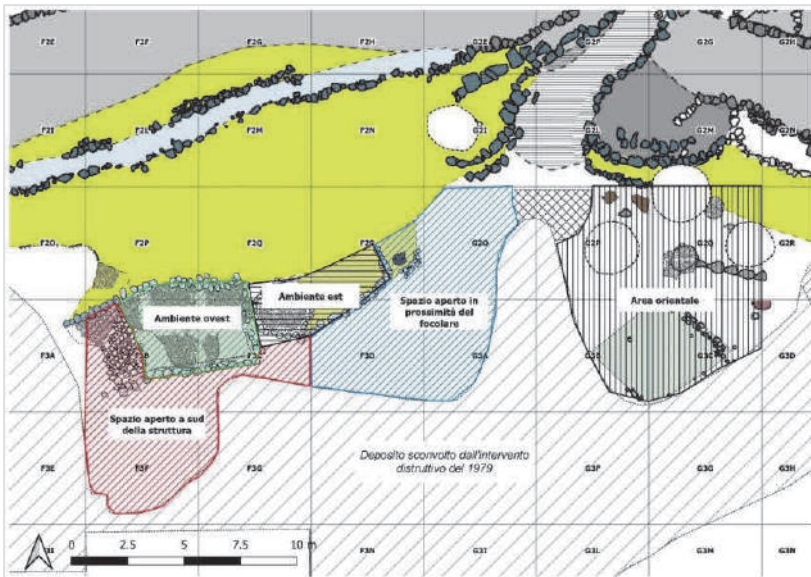 F2E F2F F2G F2H G2E G2F G2G G2H
F2I F2L F2M F2N G2I G2L G2M
F2O F2P F2Q F2R G2O G2P G2Q G2R
Ambiente ovest
Ambiente est
Spazio aperto in
prossimità del
focolare
Area orientale
F3A F3D G3A G3D
Spazio aperto a sud
della struttura
Deposito sconvolto dall'intervento
distruttivo del 1979
F3E F3F F3G G3F G3G G3H
0 2.5 5 7.5 10 m
F3N G3I G3L G3M G3N